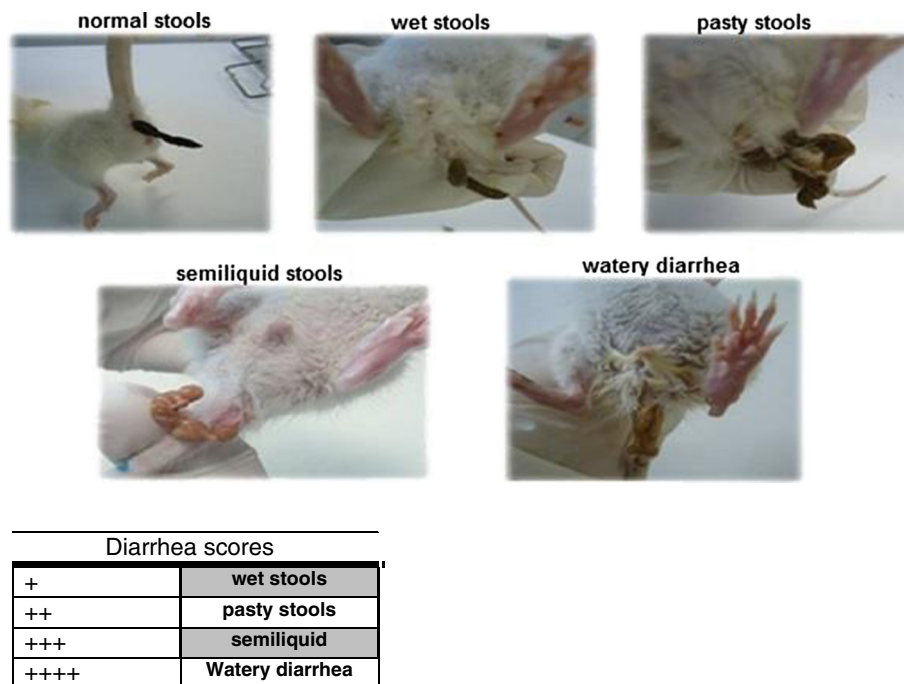 normal stools
wet stools
pasty stools
semiliquid stools
watery diarrhea
Diarrhea scores
+ wet stools
++ pasty stools
+++ semiliquid
++++ Watery diarrhea